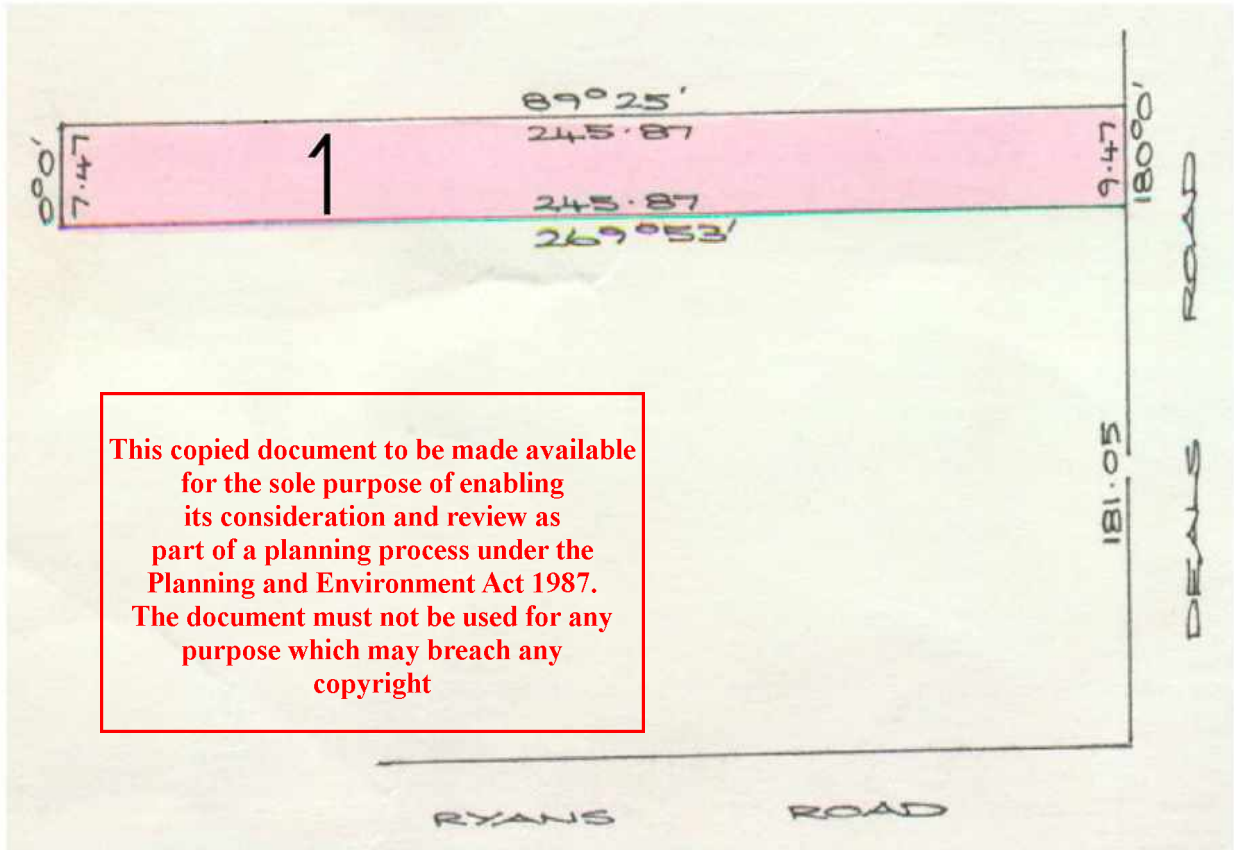 89°25'
245·87
0°0'
7·47
1
9·47
180°0'
245·87
269°53'
ROAD
DEALS
181·05
This copied document to be made available
for the sole purpose of enabling
its consideration and review as
part of a planning process under the
Planning and Environment Act 1987.
The document must not be used for any
purpose which may breach any
copyright
RYANS ROAD